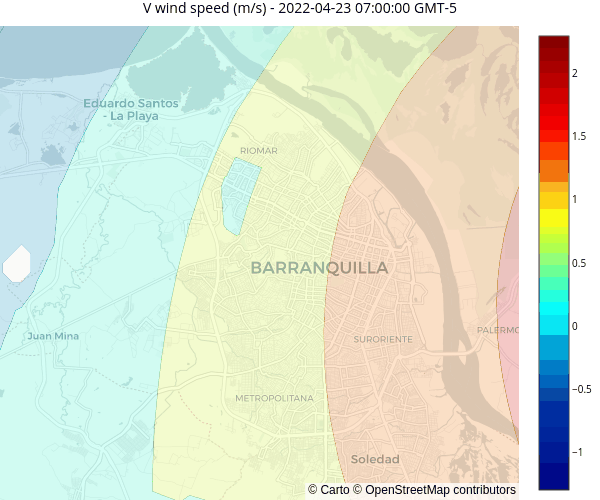 V wind speed (m/s) - 2022-04-23 07:00:00 GMT-5
Eduardo Santos
- La Playa
RIOMAR
BARRANQUILLA
Juan Mina
SURORIENTE
PALERMO
METROPOLITANA
Soledad
© Carto © OpenStreetMap contributors
2
1.5
1
0.5
0
−0.5
−1